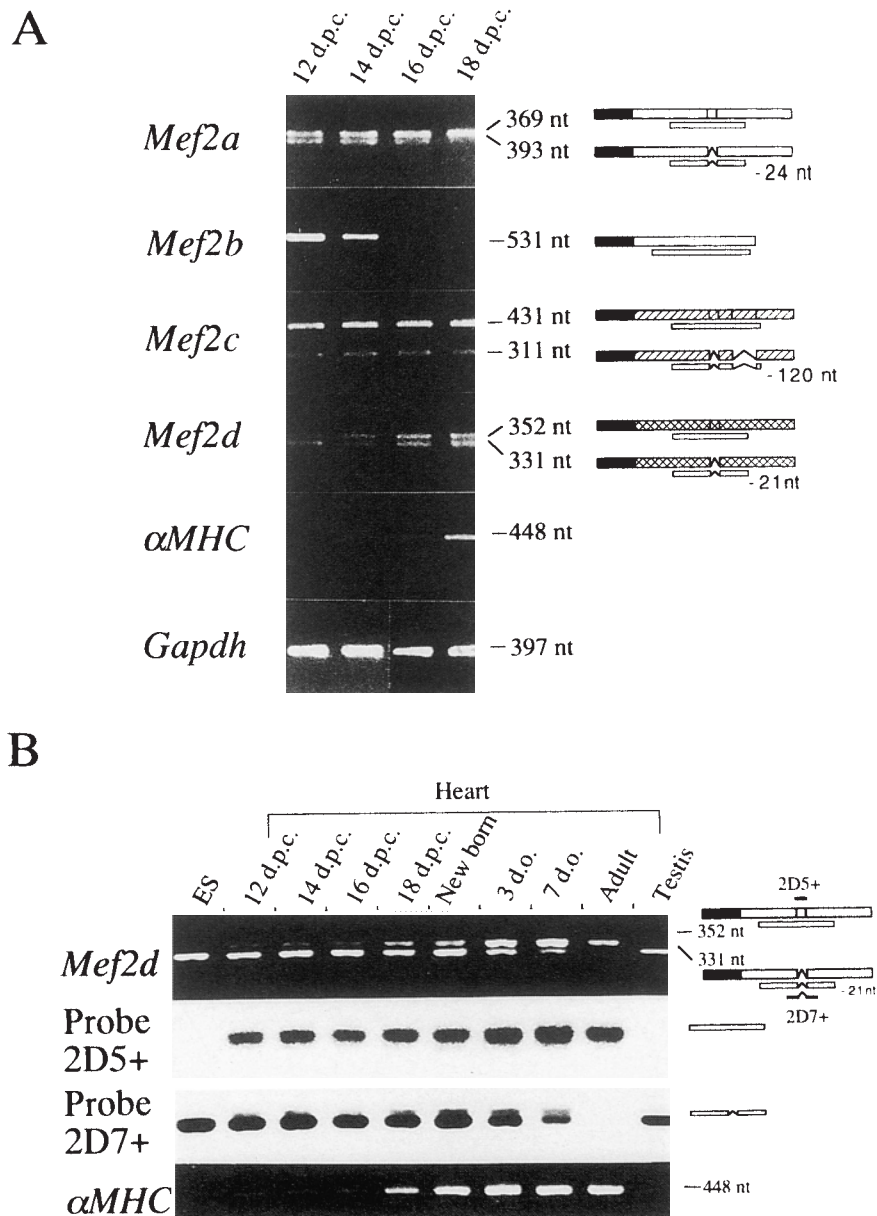 A
12 d.p.c. 14 d.p.c. 16 d.p.c. 18 d.p.c.
Mef2a
369 nt
393 nt
- 24 nt
Mef2b
531 nt
Mef2c
431 nt
311 nt
- 120 nt
Mef2d
352 nt
331 nt
- 21nt
αMHC
448 nt
Gapdh
397 nt
B
Heart
ES 12 d.p.c. 14 d.p.c. 16 d.p.c. 18 d.p.c. New born 3 d.o. 7 d.o. Adult Testis
2D5+
352 nt
Mef2d
331 nt
-21nt
2D7+
Probe
2D5+
Probe
2D7+
αMHC
448 nt